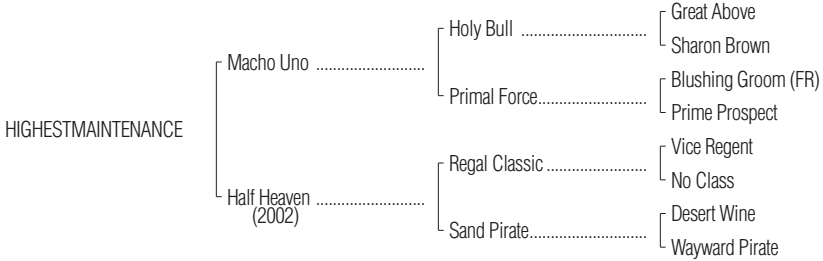 Great Above
Holy Bull ..............................
Sharon Brown
Macho Uno ..........................
Blushing Groom (FR)
Primal Force..........................
Prime Prospect
HIGHESTMAINTENANCE
Vice Regent
Regal Classic ........................
No Class
Half Heaven ..........................
(2002)
Desert Wine
Sand Pirate............................
Wayward Pirate